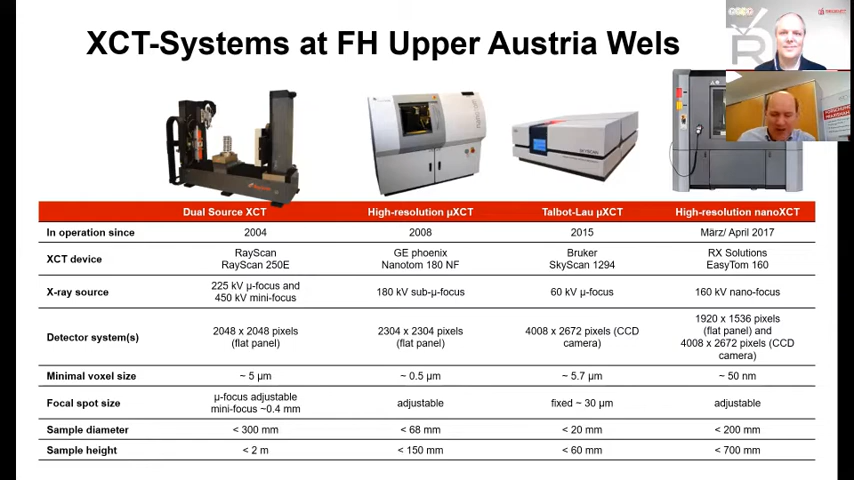 XCT-Systems at FH Upper Austria Wels
Dual Source XCT High-resolution µXCT Talbot-Lau µXCT High-resolution nanoXCT
In operation since 2004 2008 2015 März/ April 2017
XCT device RayScan RayScan 250E GE phoenix Nanotom 180 NF Bruker SkyScan 1294 RX Solutions EasyTom 160
X-ray source 225 kV µ-focus and 450 kV mini-focus 180 kV sub-µ-focus 60 kV µ-focus 160 kV nano-focus
Detector system(s) 2048 x 2048 pixels (flat panel) 2304 x 2304 pixels (flat panel) 4008 x 2672 pixels (CCD camera) 1920 x 1536 pixels (flat panel) and 4008 x 2672 pixels (CCD camera)
Minimal voxel size ~ 5 µm ~ 0.5 µm ~ 5.7 µm ~ 50 nm
Focal spot size µ-focus adjustable mini-focus ~0.4 mm adjustable fixed ~ 30 µm adjustable
Sample diameter < 300 mm < 68 mm < 20 mm < 200 mm
Sample height < 2 m < 150 mm < 60 mm < 700 mm